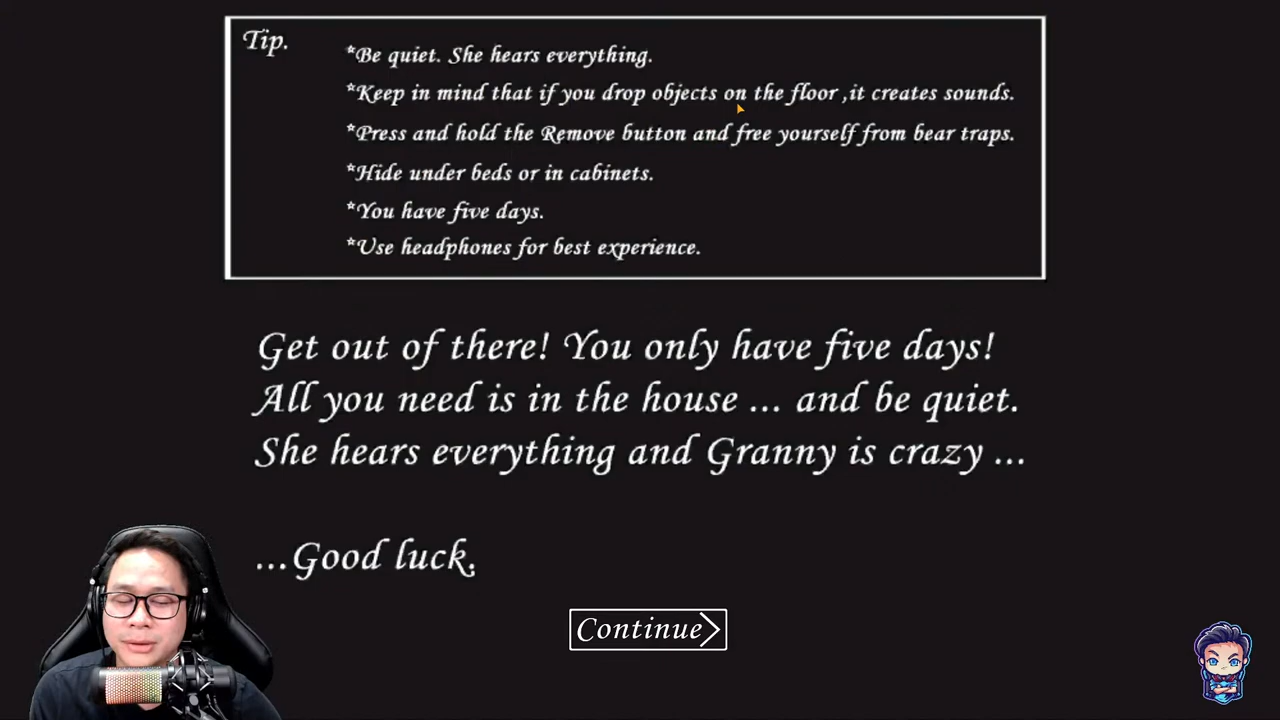 Tip.
*Be quiet. She hears everything.
*Keep in mind that if you drop objects on the floor ,it creates sounds.
*Press and hold the Remove button and free yourself from bear traps.
*Hide under beds or in cabinets.
*You have five days.
*Use headphones for best experience.
Get out of there! You only have five days!
All you need is in the house ... and be quiet.
She hears everything and Granny is crazy ...
...Good luck.
Continue